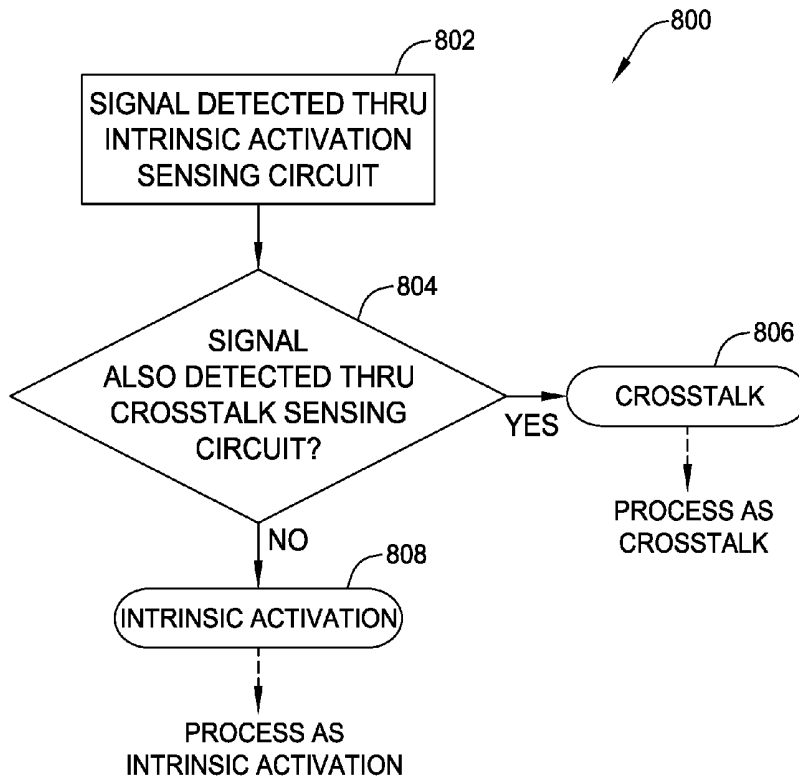 802
800
SIGNAL DETECTED THRU
INTRINSIC ACTIVATION
SENSING CIRCUIT
804
SIGNAL
ALSO DETECTED THRU
CROSSTALK SENSING
CIRCUIT?
806
CROSSTALK
YES
PROCESS AS
CROSSTALK
NO
808
INTRINSIC ACTIVATION
PROCESS AS
INTRINSIC ACTIVATION